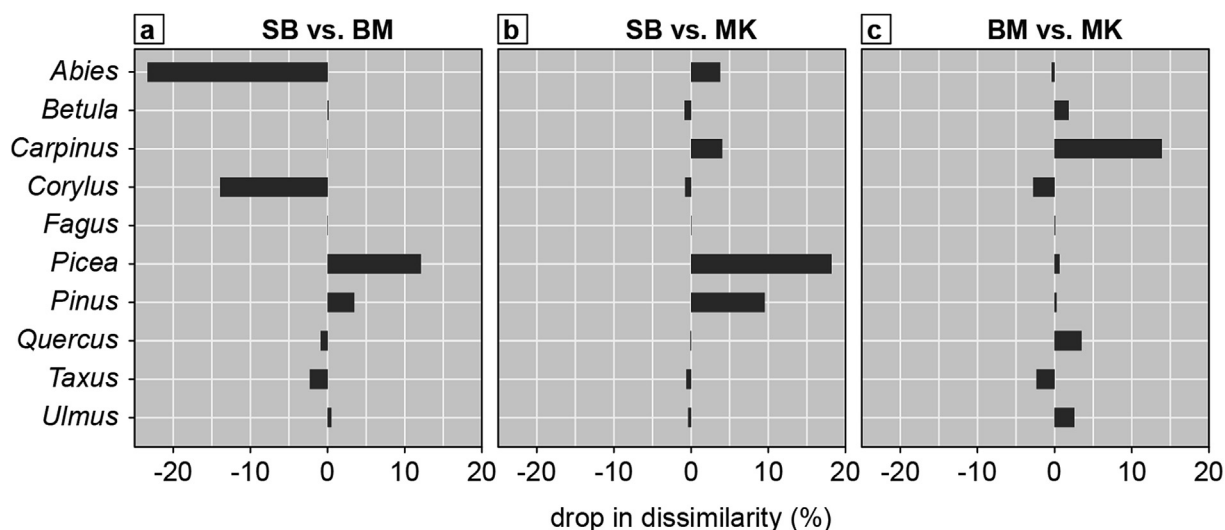 a SB vs. BM b SB vs. MK c BM vs. MK
Abies
Betula
Carpinus
Corylus
Fagus
Picea
Pinus
Quercus
Taxus
Ulmus
-20 -10 0 10 20 -20 -10 0 10 20 -20 -10 0 10 20
drop in dissimilarity (%)